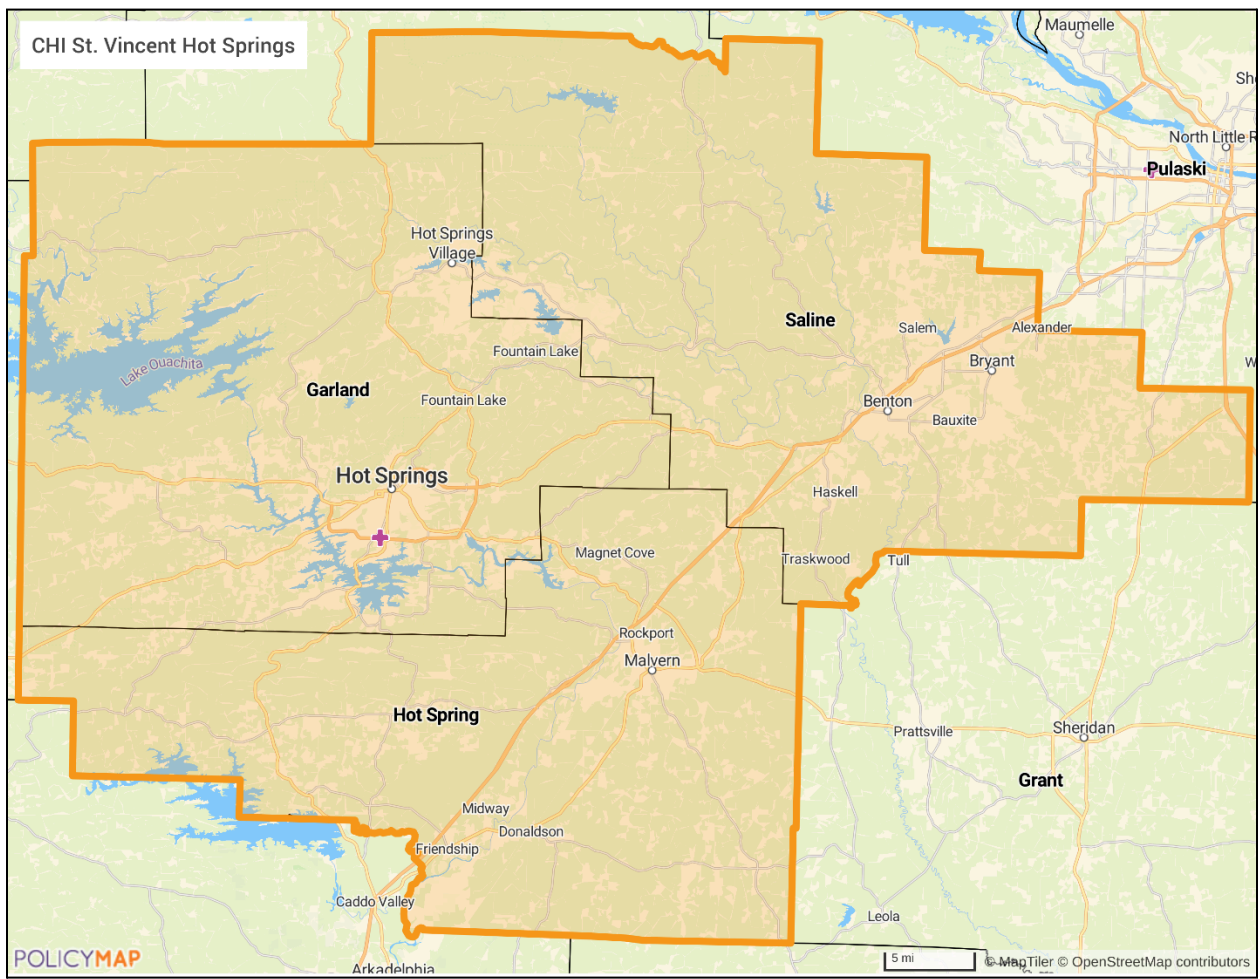 CHI St. Vincent Hot Springs
Maumelle
North Little R
Pulaski
Hot Springs
Village
Saline
Salem
Alexander
Fountain Lake
Bryant
Lake Ouachita
Garland
Fountain Lake
Benton
Bauxite
Hot Springs
Haskell
Magnet Cove
Traskwood
Tull
Rockport
Malvern
Hot Spring
Prattsville
Sheridan
Grant
Midway
Donaldson
Friendship
Caddo Valley
Leola
Arkadelphia
POLICYMAP
5 mi
© MapTiler © OpenStreetMap contributors